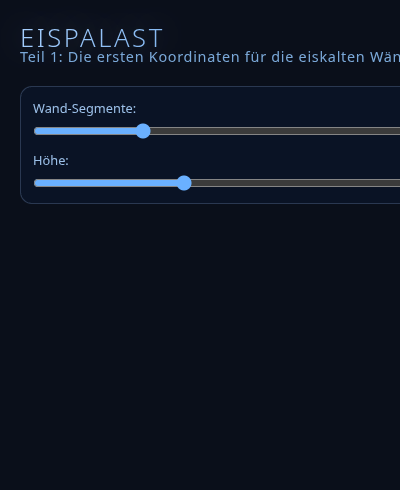 EISPALAST
Teil 1: Die ersten Koordinaten für die eiskalten
Wand-Segmente:
Höhe: